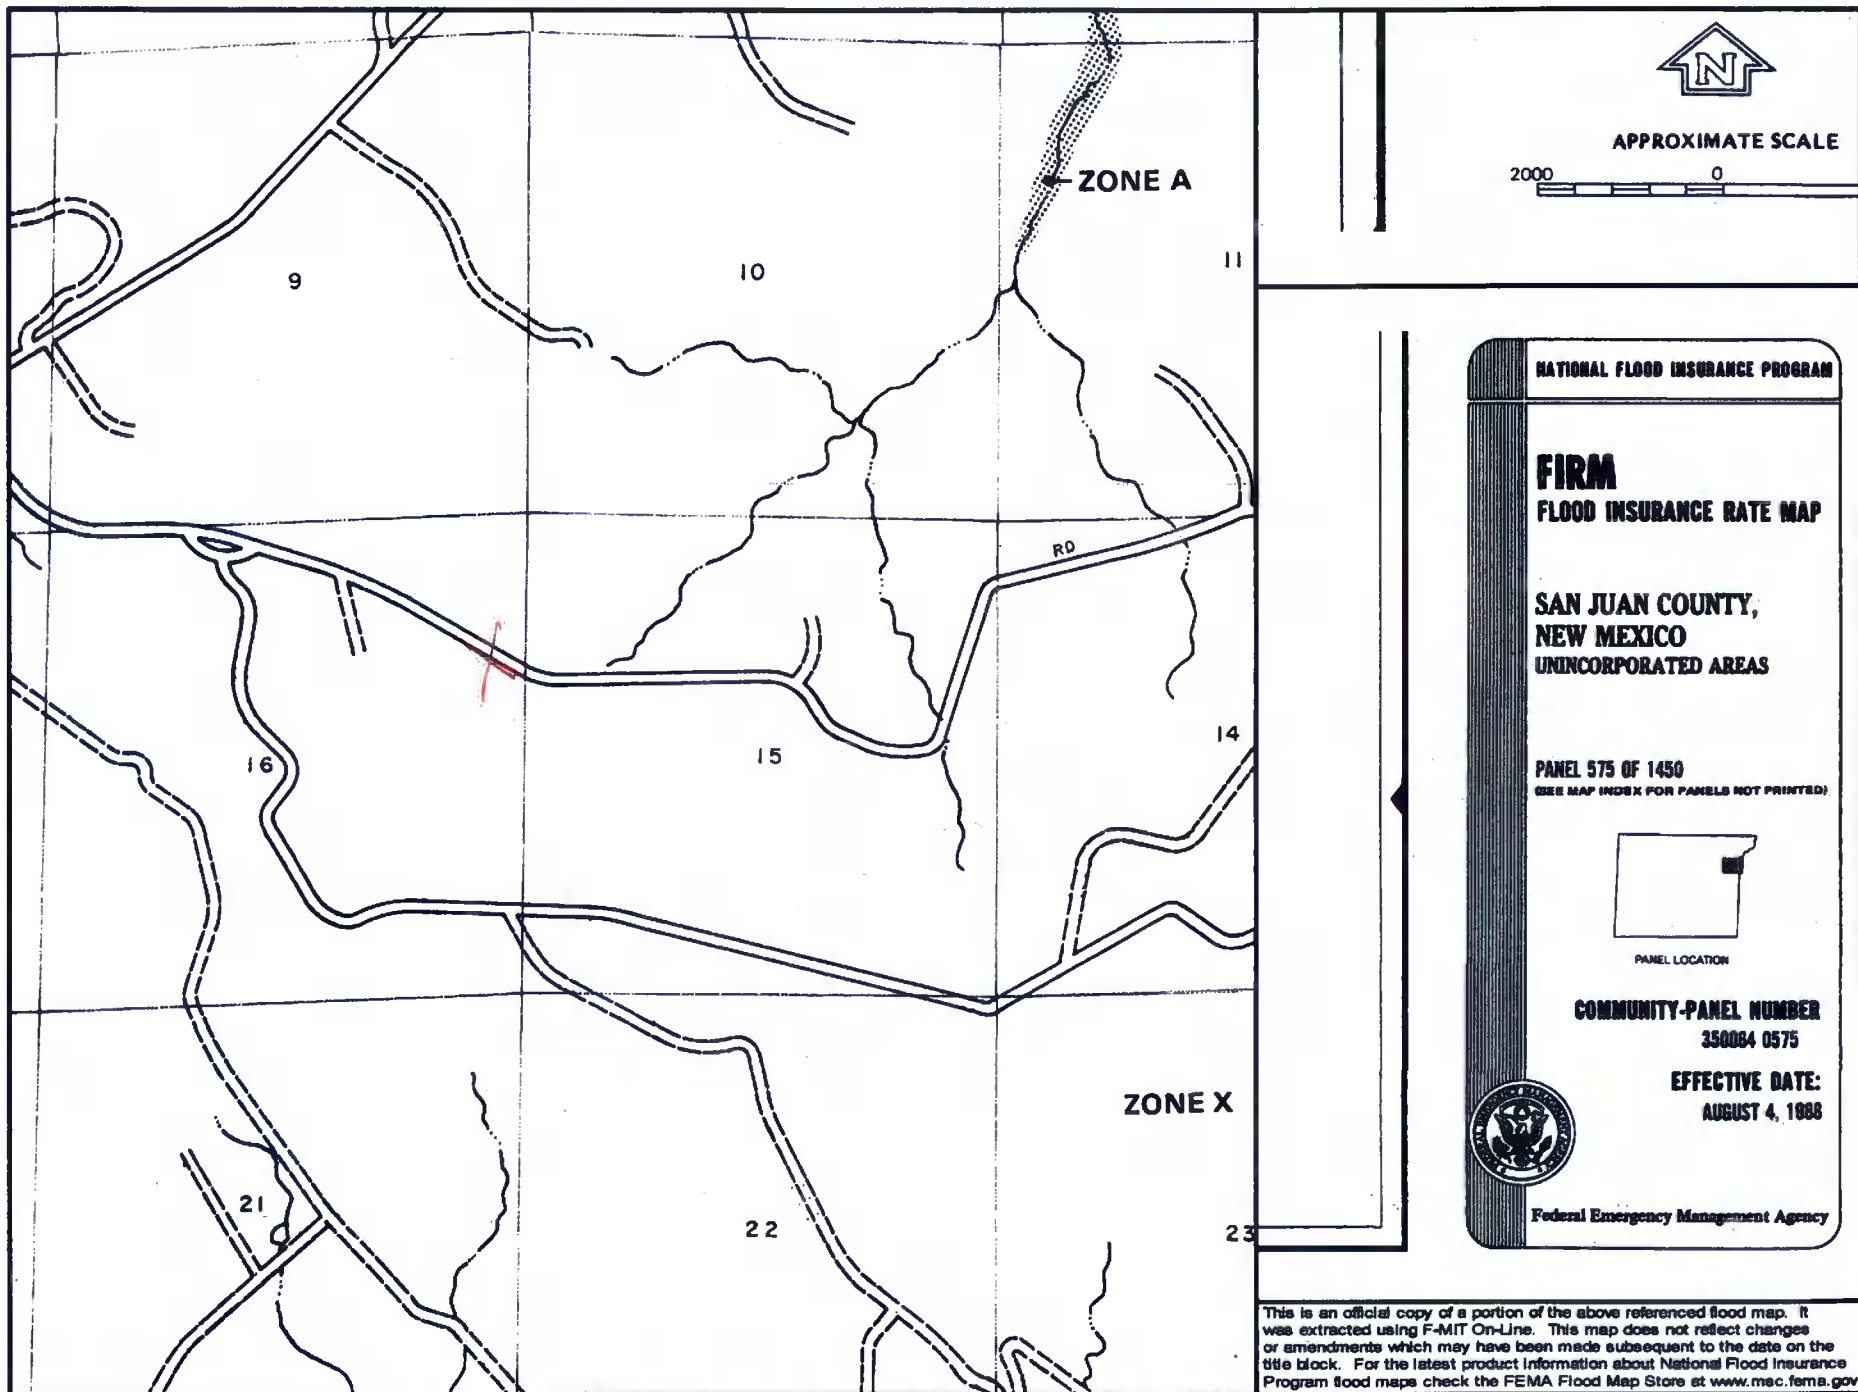 N
APPROXIMATE SCALE
2000 0
ZONE A
9
10
11
RD
16
15
14
ZONE X
21
22
23
NATIONAL FLOOD INSURANCE PROGRAM
FIRM
FLOOD INSURANCE RATE MAP
SAN JUAN COUNTY,
NEW MEXICO
UNINCORPORATED AREAS
PANEL 575 OF 1450
(SEE MAP INDEX FOR PANELS NOT PRINTED)
PANEL LOCATION
COMMUNITY-PANEL NUMBER
350064 0575
EFFECTIVE DATE:
AUGUST 4, 1988
Federal Emergency Management Agency
This is an official copy of a portion of the above referenced flood map. It
was extracted using F-MIT On-Line. This map does not reflect changes
or amendments which may have been made subsequent to the date on the
title block. For the latest product information about National Flood Insurance
Program flood maps check the FEMA Flood Map Store at www.msc.fema.gov